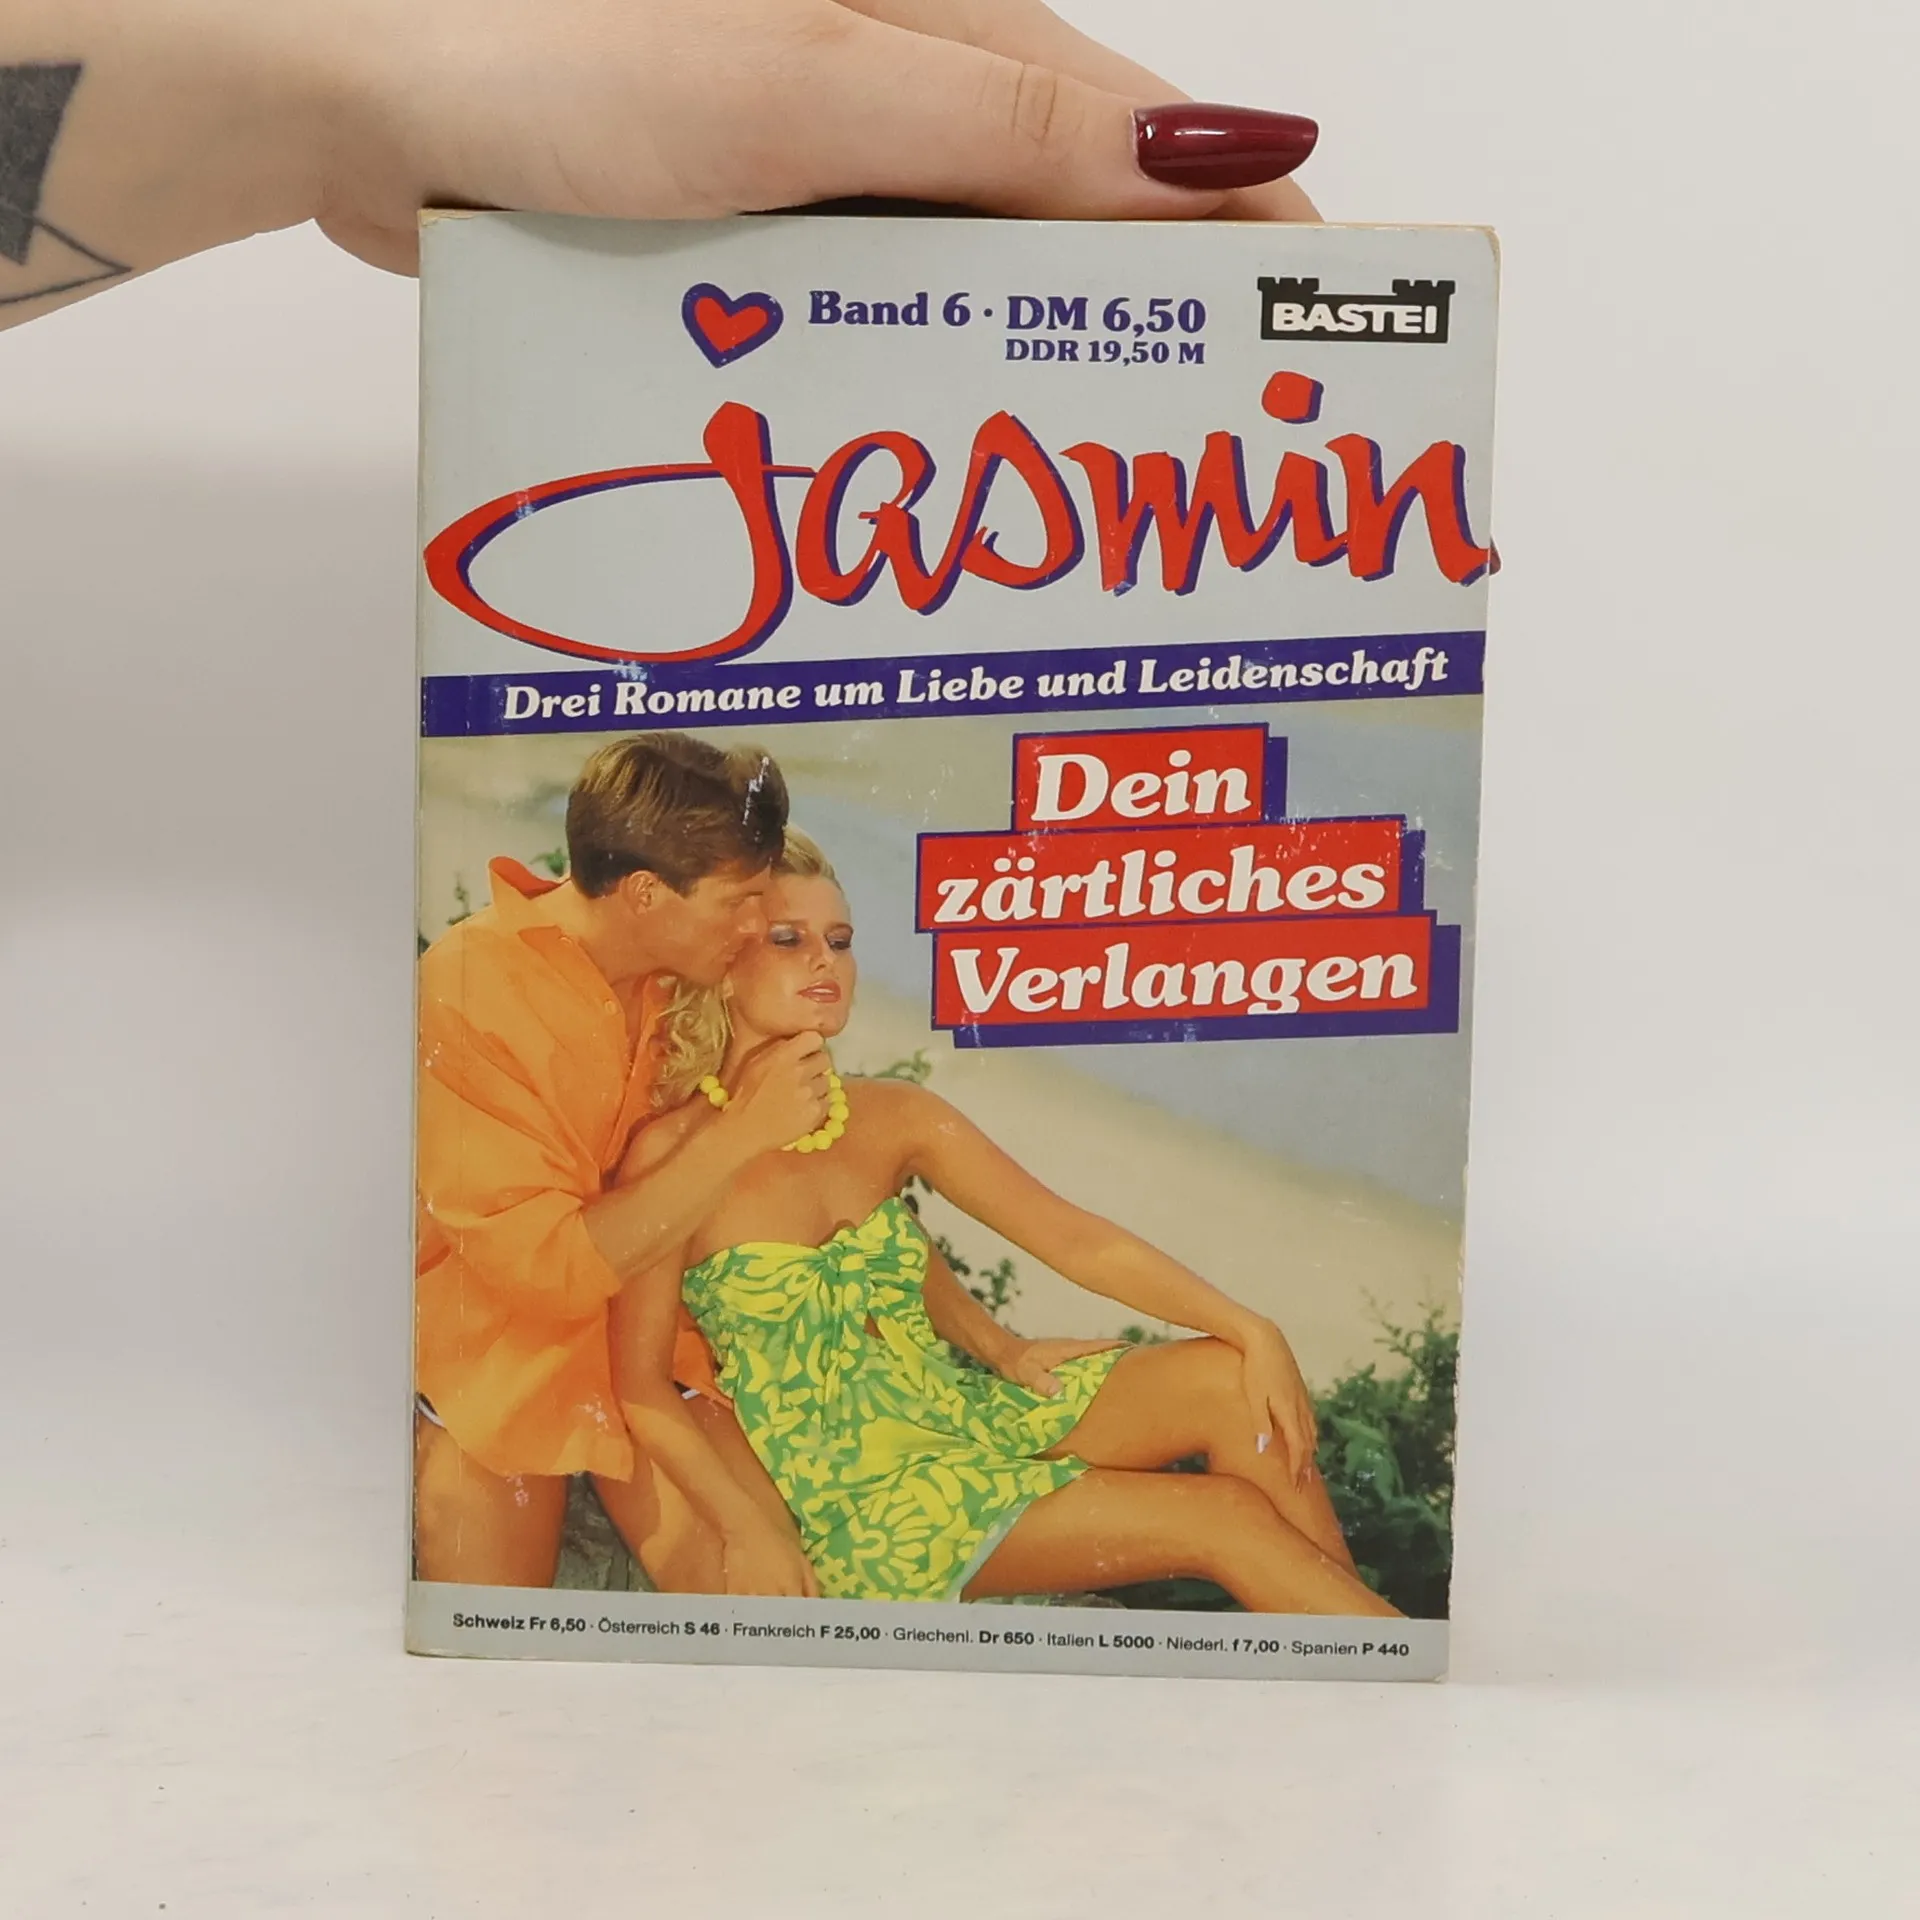 Band 6 · DM 6,50
DDR 19,50 M
BASTEI
Jasmin
Drei Romane um Liebe und Leidenschaft
Dein
zärtliches
Verlangen
Schweiz Fr 6,50 · Österreich S 46 · Frankreich F 25,00 · Griechenl. Dr 650 · Italien L 5000 · Niederl. f 7,00 · Spanien P 440